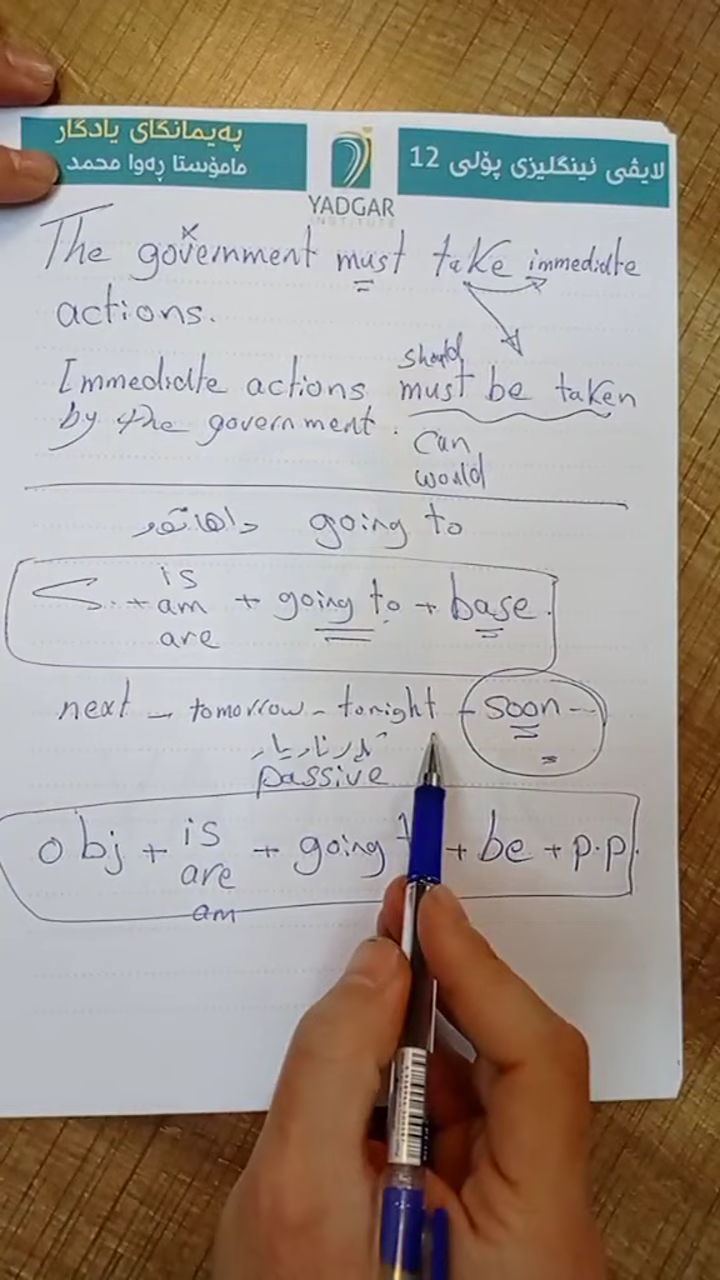 پەیمانگای یادگار
مامۆستا ڕەوا محمد
YADGAR
INSTITUTE
لایڤی ئینگلیزی پۆلی 12
The government must take immediate
actions.
should
Immediate actions must be taken
by the government.
can
would
داهاتوو going to
S. + is am are + going to + base.
next - tomorrow - tonight - soon -
passive
obj + is are am + going + be + p.p.